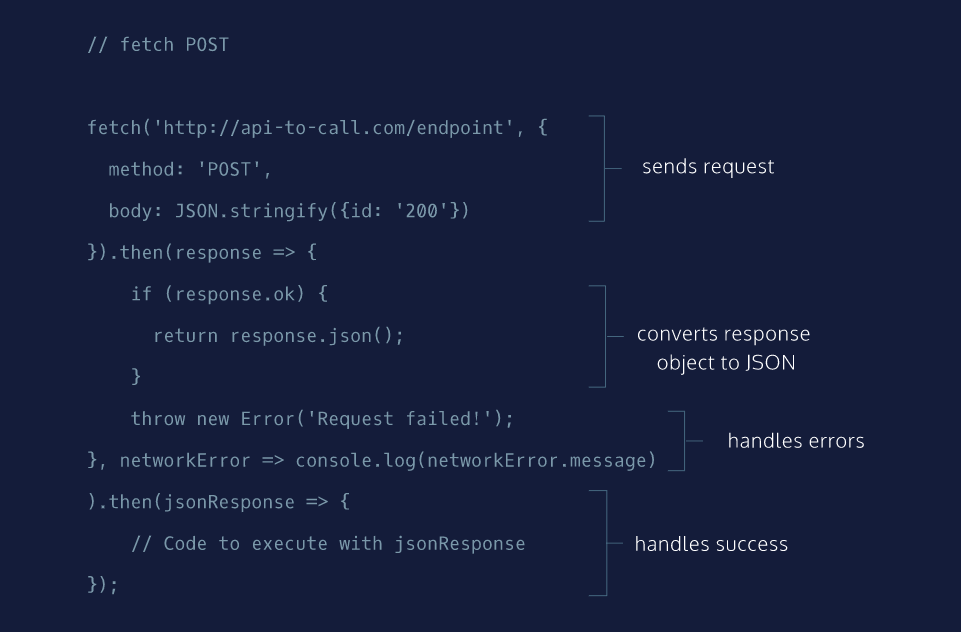 // fetch POST
fetch('http://api-to-call.com/endpoint', {
  method: 'POST',
  body: JSON.stringify({id: '200'})
}).then(response => {
    if (response.ok) {
      return response.json();
    }
    throw new Error('Request failed!');
}, networkError => console.log(networkError.message)
).then(jsonResponse => {
    // Code to execute with jsonResponse
});
sends request
converts response
object to JSON
handles errors
handles success